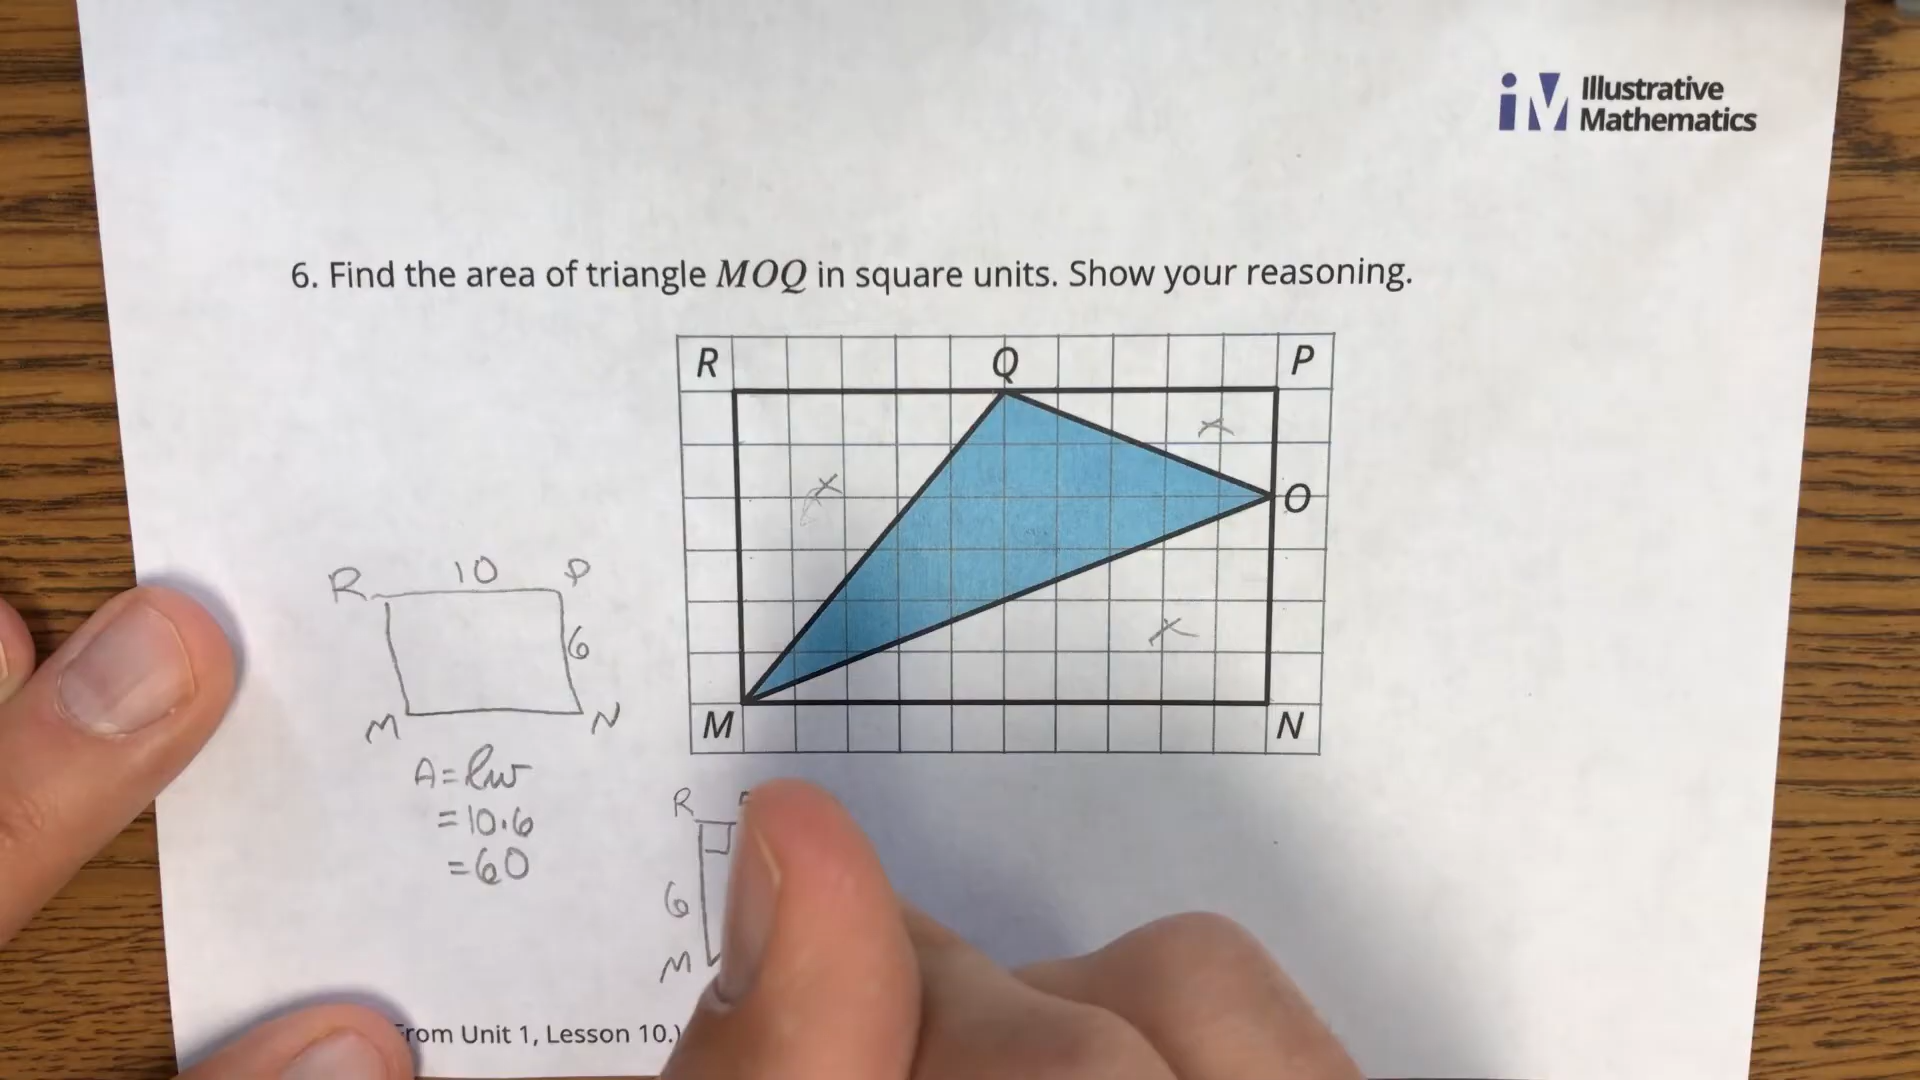 Illustrative
Mathematics
6. Find the area of triangle MOQ in square units. Show your reasoning.
R Q P
O
M N
R 10 P
6
M N
A = lw
= 10·6
= 60
R
6
M
From Unit 1, Lesson 10.)